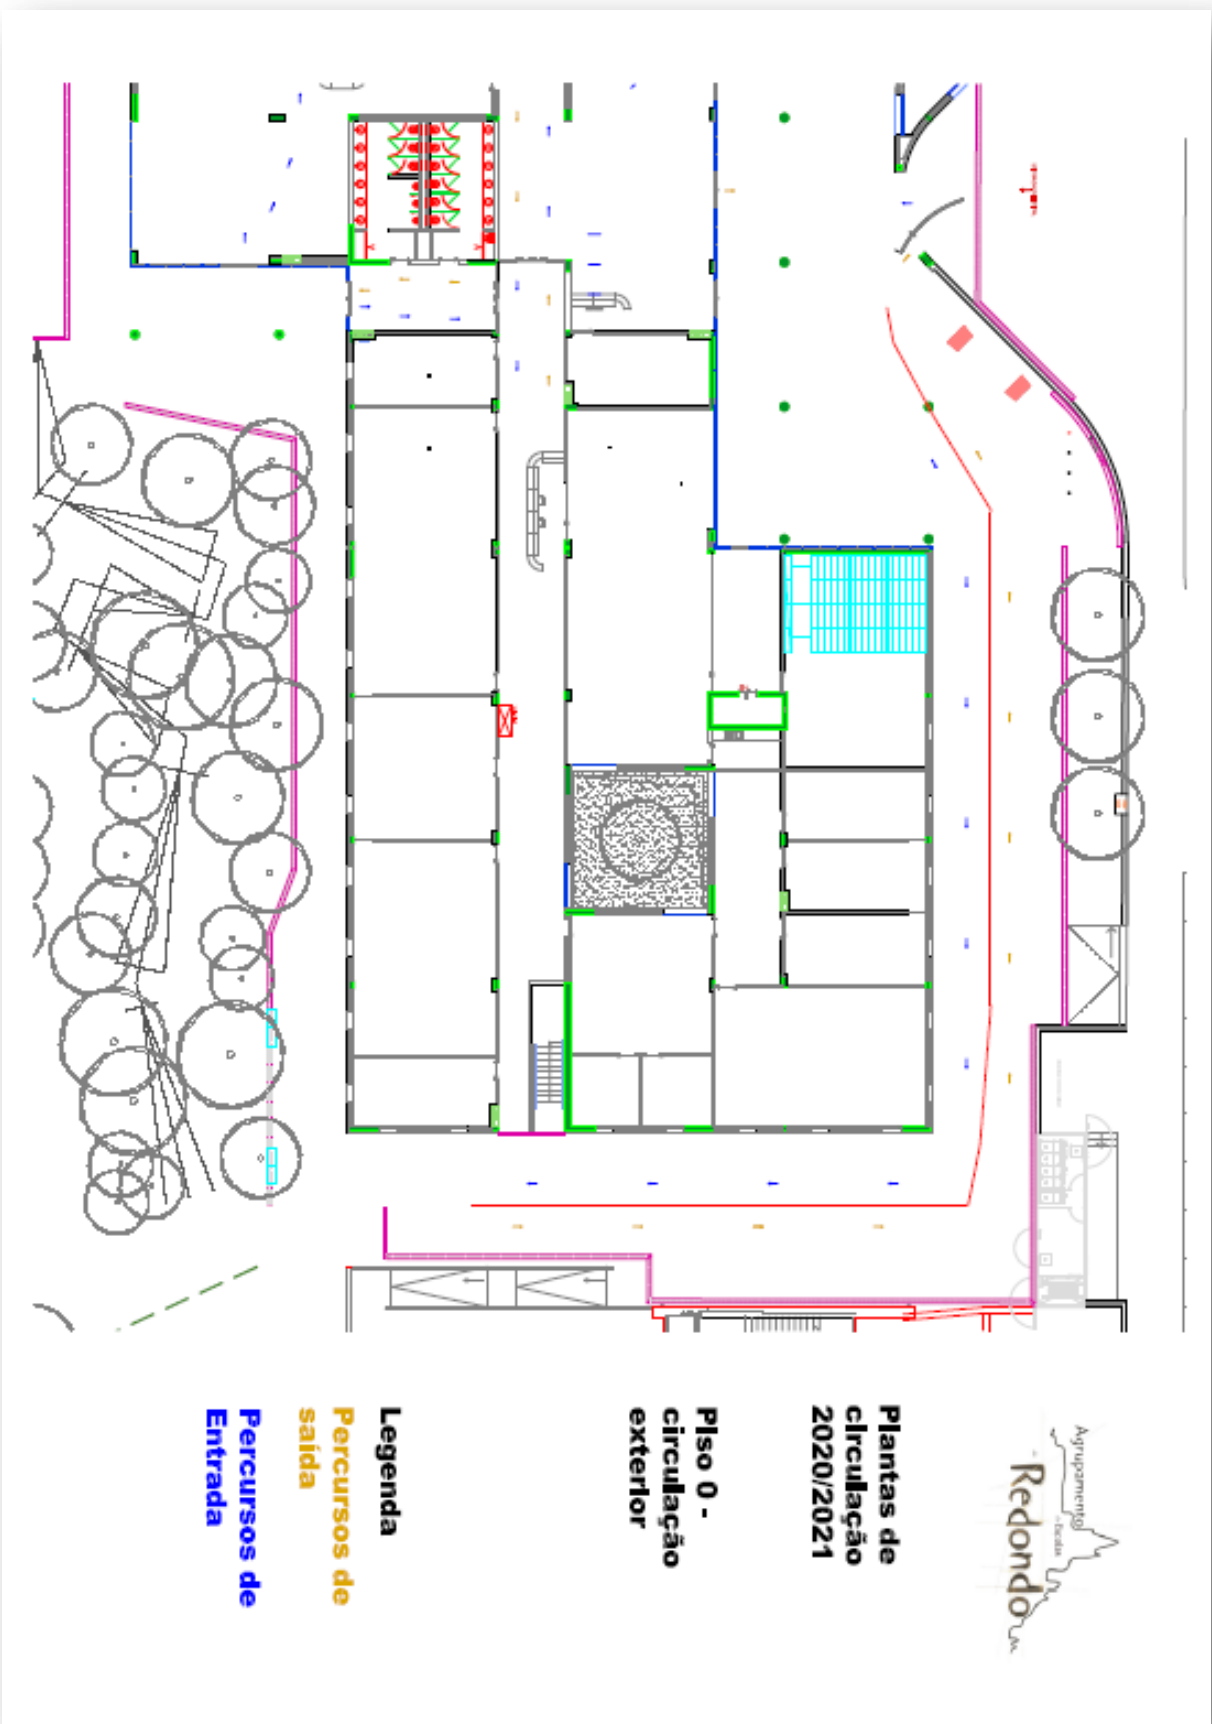 Agrupamento
de Escolas
Redondo
Plantas de
circulação
2020/2021
Piso 0 -
circulação
exterior
Legenda
Percursos de
saída
Percursos de
Entrada